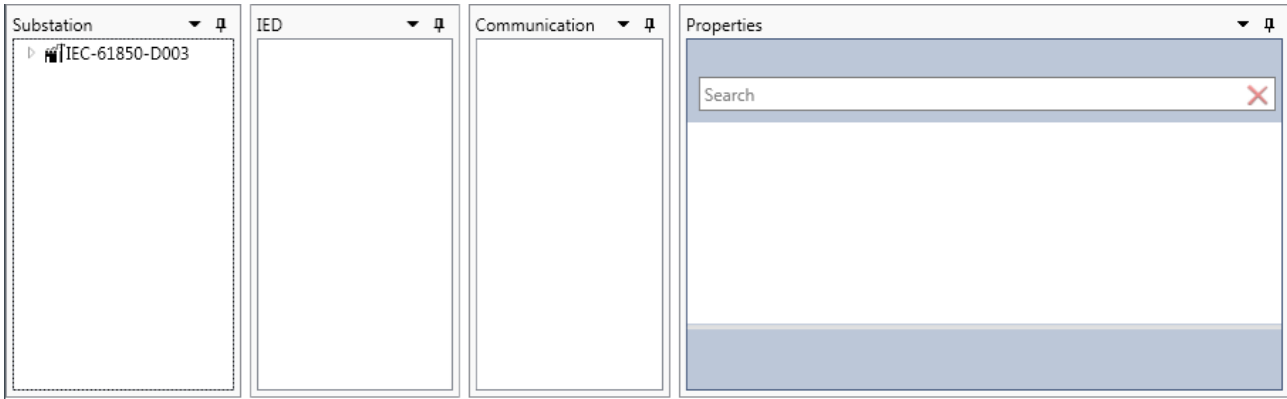 Substation
IED
Communication
Properties
IEC-61850-D003
Search